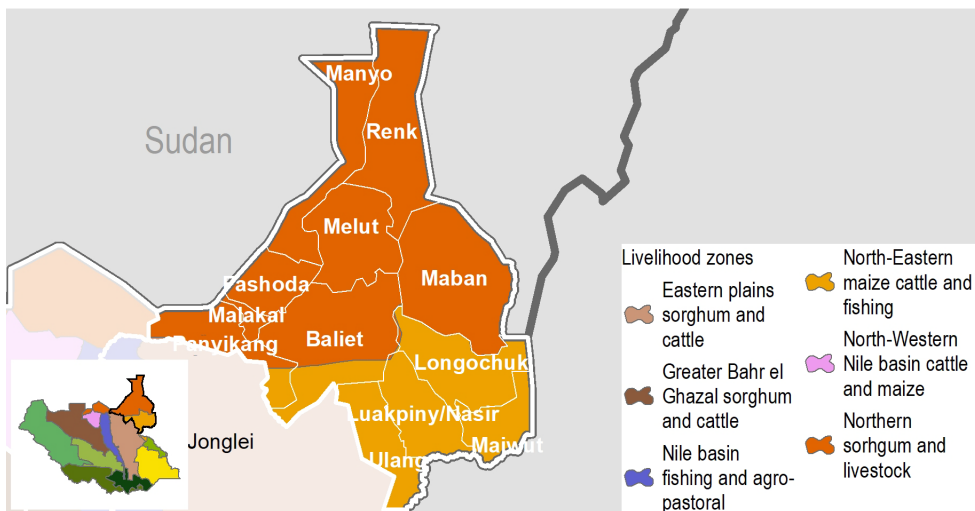 Manyo
Sudan
Renk
Melut
Fashoda
Maban
Malakal
Panyikang
Baliet
Longochuk
Luakpiny/Nasir
Maiwut
Ulang
Jonglei
Livelihood zones
Eastern plains
sorghum and
cattle
Greater Bahr el
Ghazal sorghum
and cattle
Nile basin
fishing and agro-
pastoral
North-Eastern
maize cattle and
fishing
North-Western
Nile basin cattle
and maize
Northern
sorhgum and
livestock